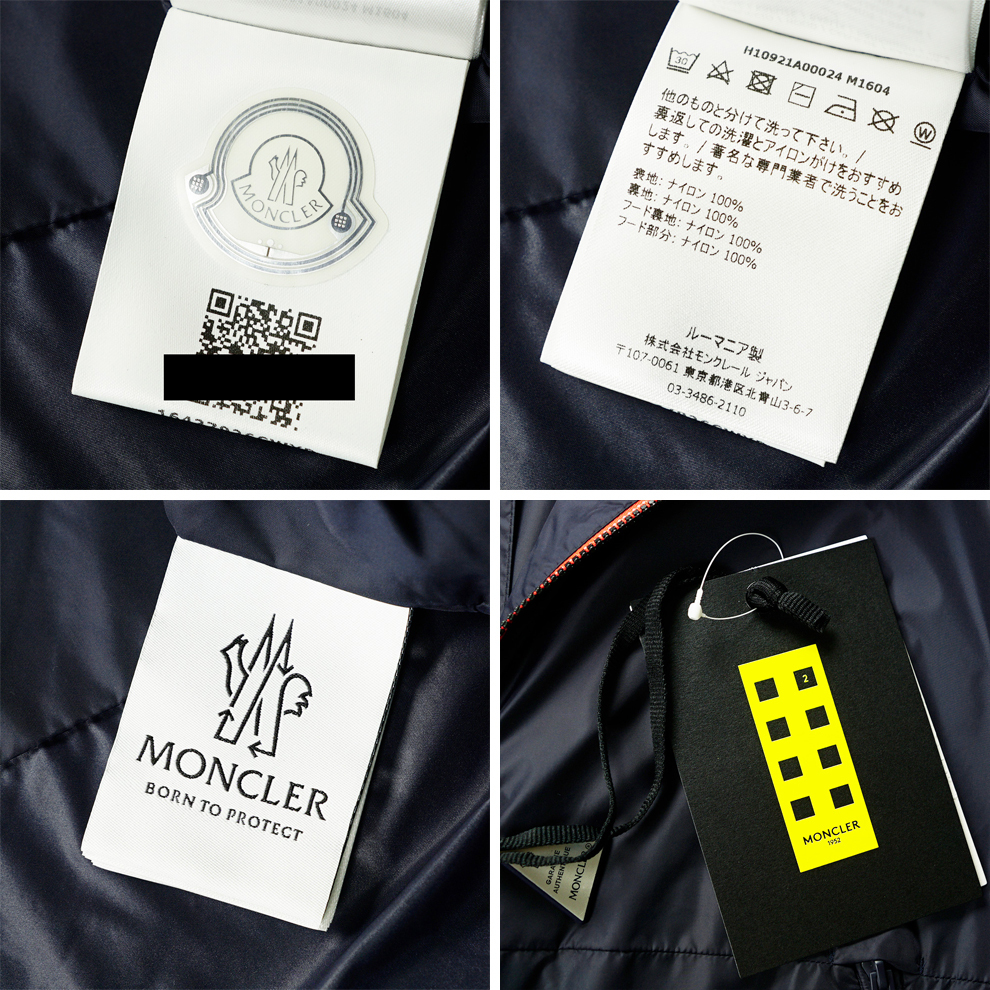 A00024 M1604
MONCLER
H10921A00024 M1604
30
W
他のものと分けて洗って下さい。/
裏返しての洗濯とアイロンがけをおすすめ
します。/ 著名な専門業者で洗うことをお
すすめします。
表地: ナイロン 100%
裏地: ナイロン 100%
フード裏地: ナイロン 100%
フード部分: ナイロン 100%
ルーマニア製
株式会社モンクレール ジャパン
〒107-0061 東京都港区北青山3-6-7
03-3486-2110
MONCLER
BORN TO PROTECT
2
MONCLER
1952
GARANTIE
AUTHENTIQUE
MONCLER®